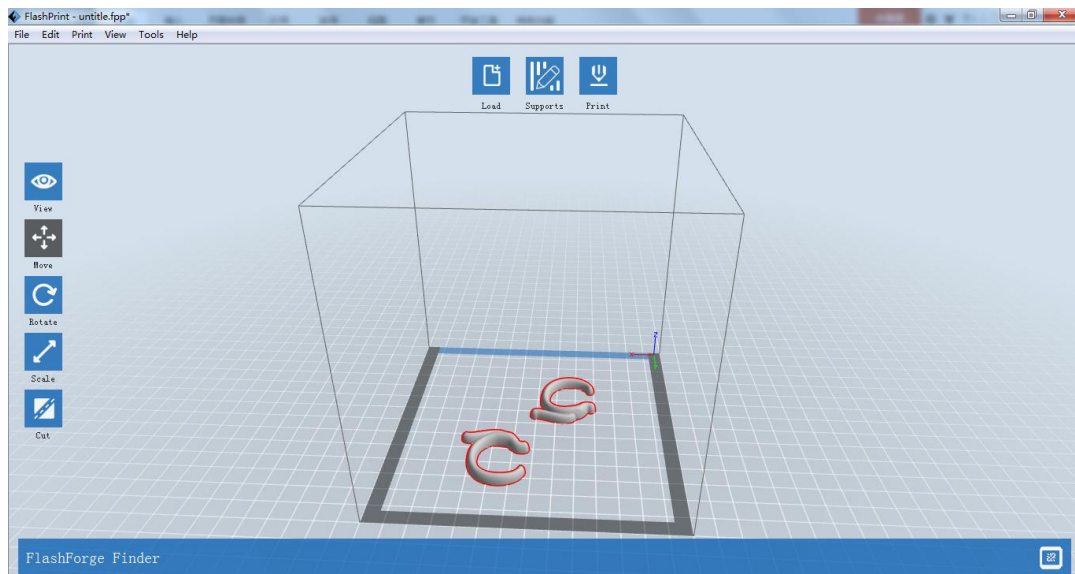 FlashPrint - untitle.fpp*
File Edit Print View Tools Help
Load Supports Print
View
Move
Rotate
Scale
Cut
FlashForge Finder